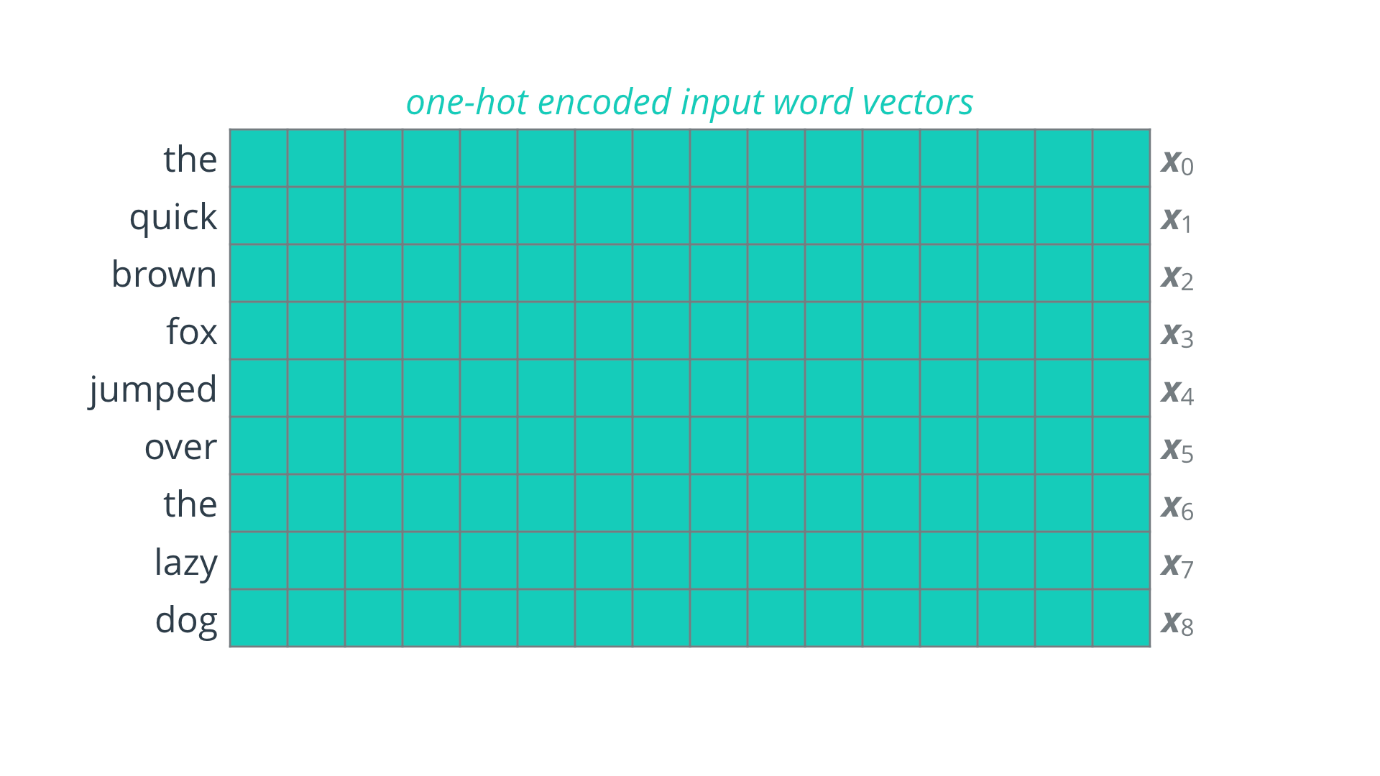 one-hot encoded input word vectors
the x0
quick x1
brown x2
fox x3
jumped x4
over x5
the x6
lazy x7
dog x8